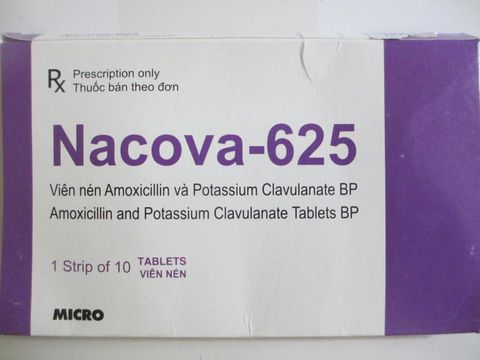 Rx Prescription only
Thuốc bán theo đơn
Nacova-625
Viên nén Amoxicillin và Potassium Clavulanate BP
Amoxicillin and Potassium Clavulanate Tablets BP
1 Strip of 10 TABLETS
VIÊN NÉN
MICRO